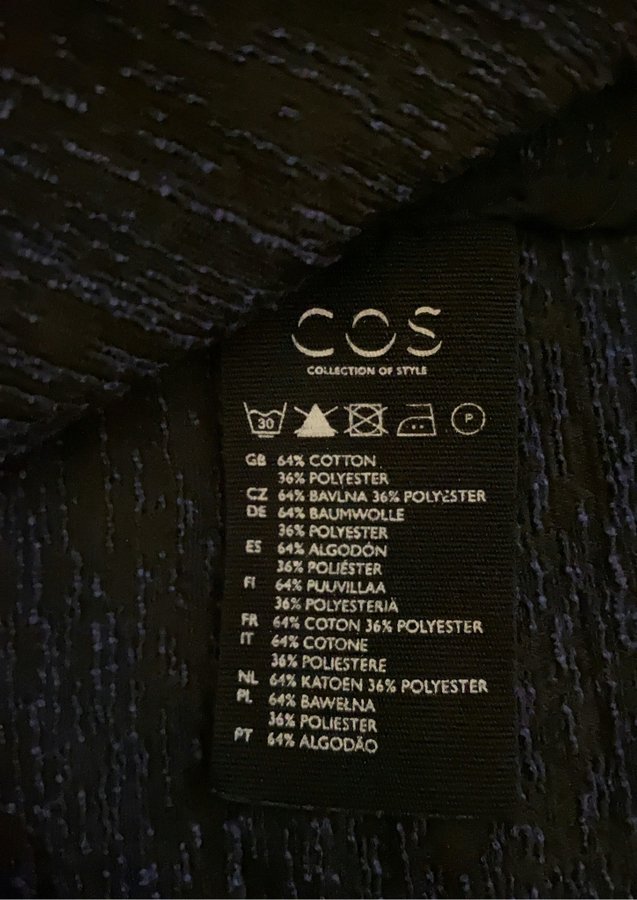 COS
COLLECTION OF STYLE
30 P
GB 64% COTTON
36% POLYESTER
CZ 64% BAVLNA 36% POLYESTER
DE 64% BAUMWOLLE
36% POLYESTER
ES 64% ALGODÓN
36% POLIÉSTER
FI 64% PUUVILLAA
36% POLYESTERIÄ
FR 64% COTON 36% POLYESTER
IT 64% COTONE
36% POLIESTERE
NL 64% KATOEN 36% POLYESTER
PL 64% BAWEŁNA
36% POLIESTER
PT 64% ALGODÃO